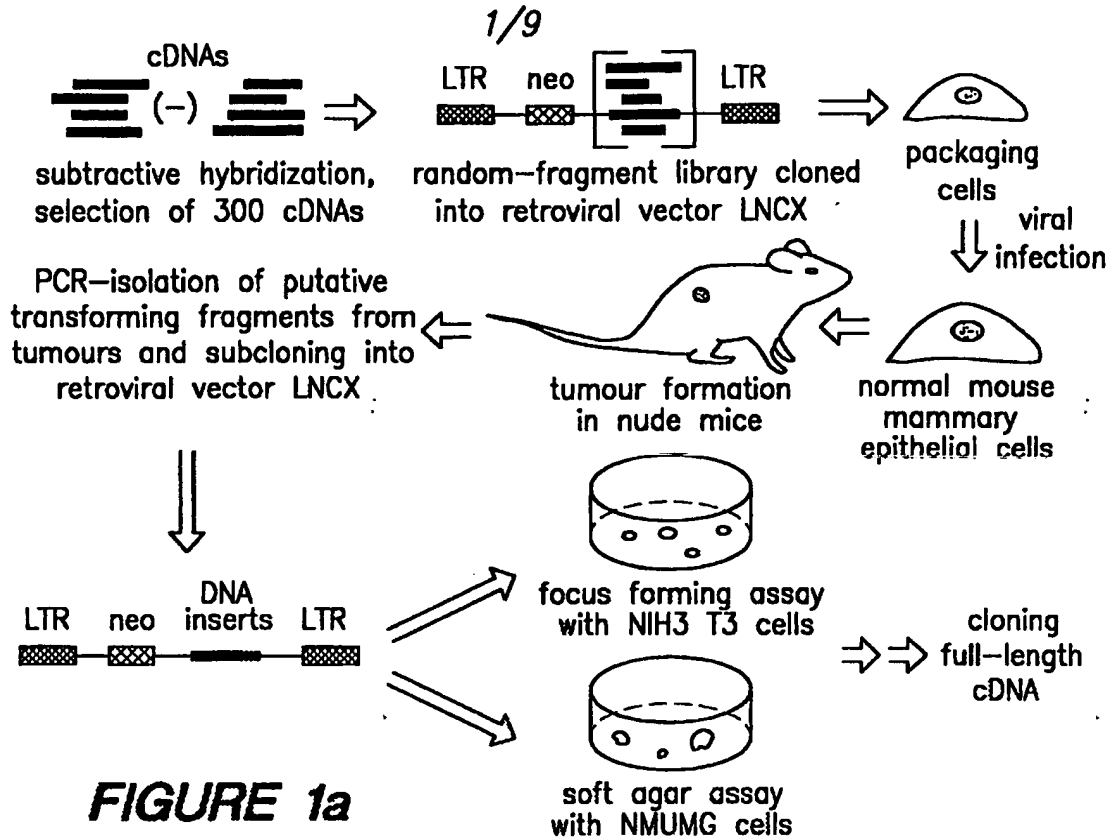 1/9
cDNAs
(-)
subtractive hybridization,
selection of 300 cDNAs
LTR neo LTR
random-fragment library cloned
into retroviral vector LNCX
packaging
cells
viral
infection
normal mouse
mammary
epithelial cells
tumour formation
in nude mice
PCR-isolation of putative
transforming fragments from
tumours and subcloning into
retroviral vector LNCX
LTR neo DNA
inserts LTR
focus forming assay
with NIH3 T3 cells
soft agar assay
with NMUMG cells
cloning
full-length
cDNA
FIGURE 1a